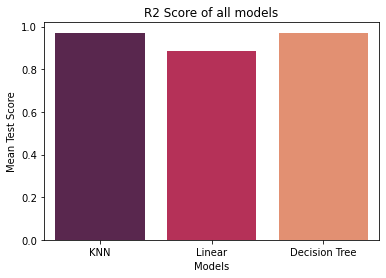 R2 Score of all models
Mean Test Score
1.0
0.8
0.6
0.4
0.2
0.0
KNN
Linear
Decision Tree
Models